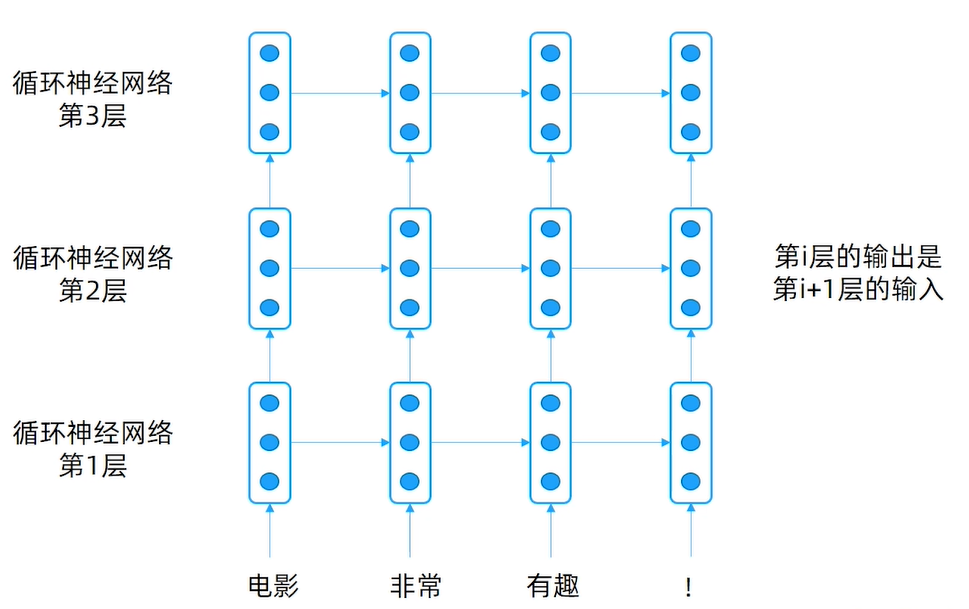 循环神经网络
第3层
循环神经网络
第2层
第i层的输出是
第i+1层的输入
循环神经网络
第1层
电影 非常 有趣 !